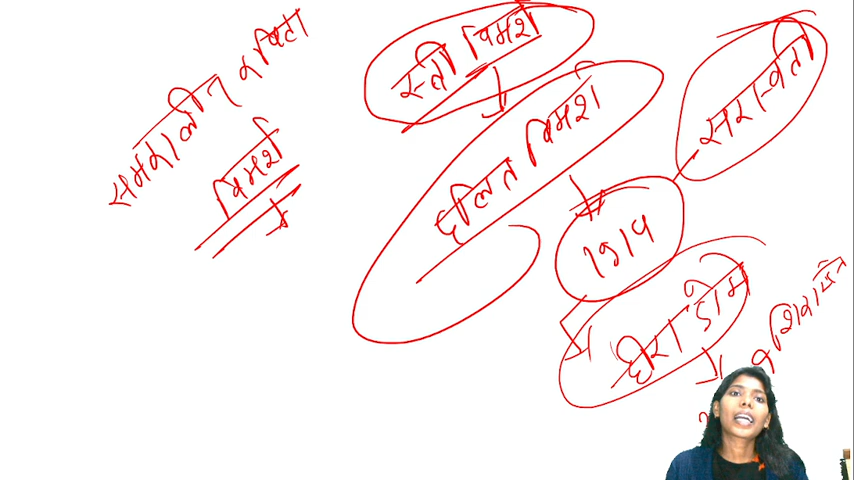 समकालीन कविता
विमर्श
स्त्री विमर्श
दलित विमर्श
सरस्वती
1914
में
हीरा डोम